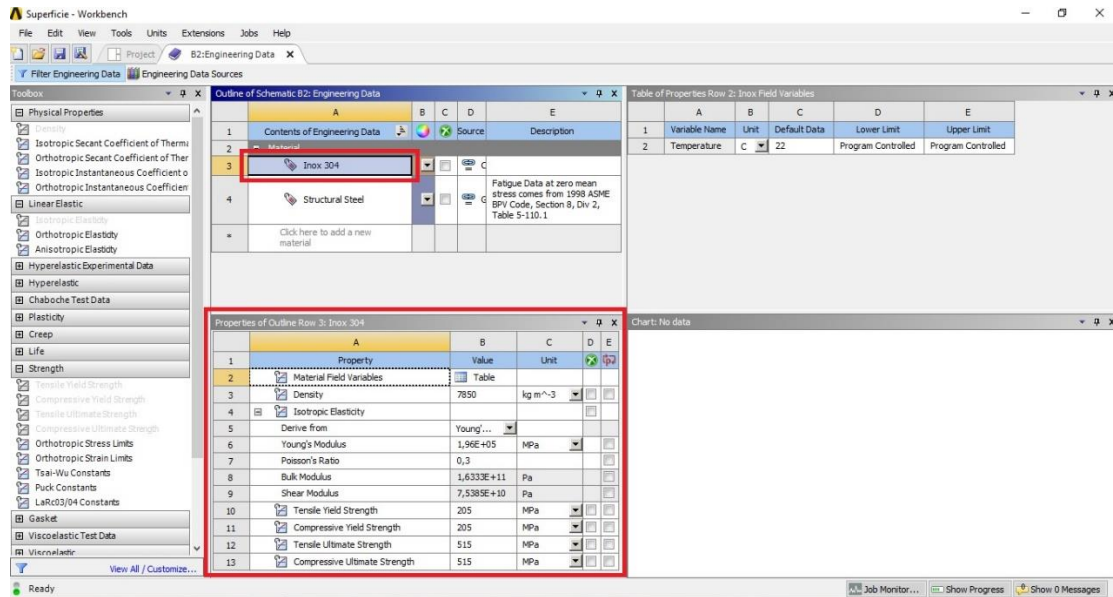 Superficie - Workbench
File Edit View Tools Units Extensions Jobs Help
Project B2:Engineering Data
Filter Engineering Data Engineering Data Sources
Toolbox
Physical Properties
Density
Isotropic Secant Coefficient of Therma
Orthotropic Secant Coefficient of Ther
Isotropic Instantaneous Coefficient o
Orthotropic Instantaneous Coefficien
Linear Elastic
Isotropic Elasticity
Orthotropic Elasticity
Anisotropic Elasticity
Hyperelastic Experimental Data
Hyperelastic
Chaboche Test Data
Plasticity
Creep
Life
Strength
Tensile Yield Strength
Compressive Yield Strength
Tensile Ultimate Strength
Compressive Ultimate Strength
Orthotropic Stress Limits
Orthotropic Strain Limits
Tsai-Wu Constants
Puck Constants
LaRc03/04 Constants
Gasket
Viscoelastic Test Data
Viscoelastic
View All / Customize...
Outline of Schematic B2: Engineering Data
A B C D E
1 Contents of Engineering Data Source Description
2 Material
3 Inox 304 C
4 Structural Steel G Fatigue Data at zero mean
stress comes from 1998 ASME
BPV Code, Section 8, Div 2,
Table 5-110.1
* Click here to add a new
material
Properties of Outline Row 3: Inox 304
A B C D E
1 Property Value Unit
2 Material Field Variables Table
3 Density 7850 kg m^-3
4 Isotropic Elasticity
5 Derive from Young'...
6 Young's Modulus 1,96E+05 MPa
7 Poisson's Ratio 0,3
8 Bulk Modulus 1,6333E+11 Pa
9 Shear Modulus 7,5385E+10 Pa
10 Tensile Yield Strength 205 MPa
11 Compressive Yield Strength 205 MPa
12 Tensile Ultimate Strength 515 MPa
13 Compressive Ultimate Strength 515 MPa
Table of Properties Row 2: Inox Field Variables
A B C D E
1 Variable Name Unit Default Data Lower Limit Upper Limit
2 Temperature C 22 Program Controlled Program Controlled
Chart: No data
Ready
Job Monitor... Show Progress Show 0 Messages